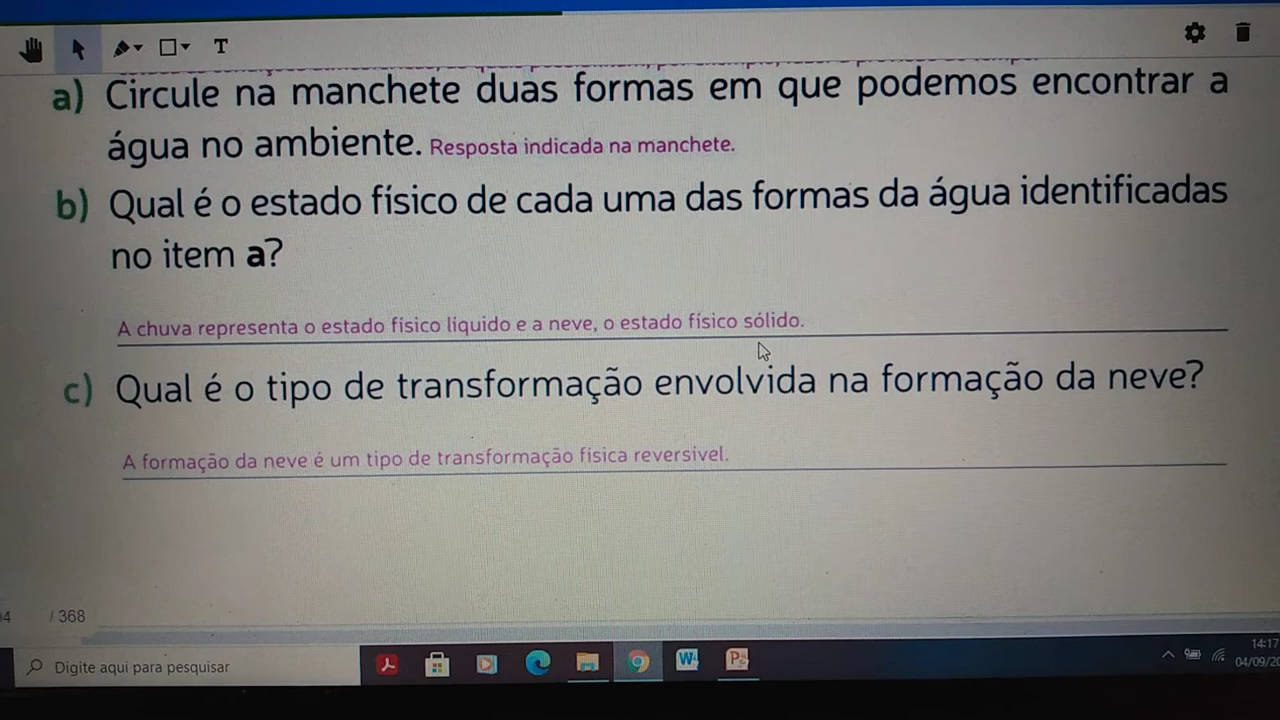 T
a) Circule na manchete duas formas em que podemos encontrar a
água no ambiente. Resposta indicada na manchete.
b) Qual é o estado físico de cada uma das formas da água identificadas
no item a?
A chuva representa o estado físico líquido e a neve, o estado físico sólido.
c) Qual é o tipo de transformação envolvida na formação da neve?
A formação da neve é um tipo de transformação física reversível.
/ 368
Digite aqui para pesquisar
14:17
04/09/20